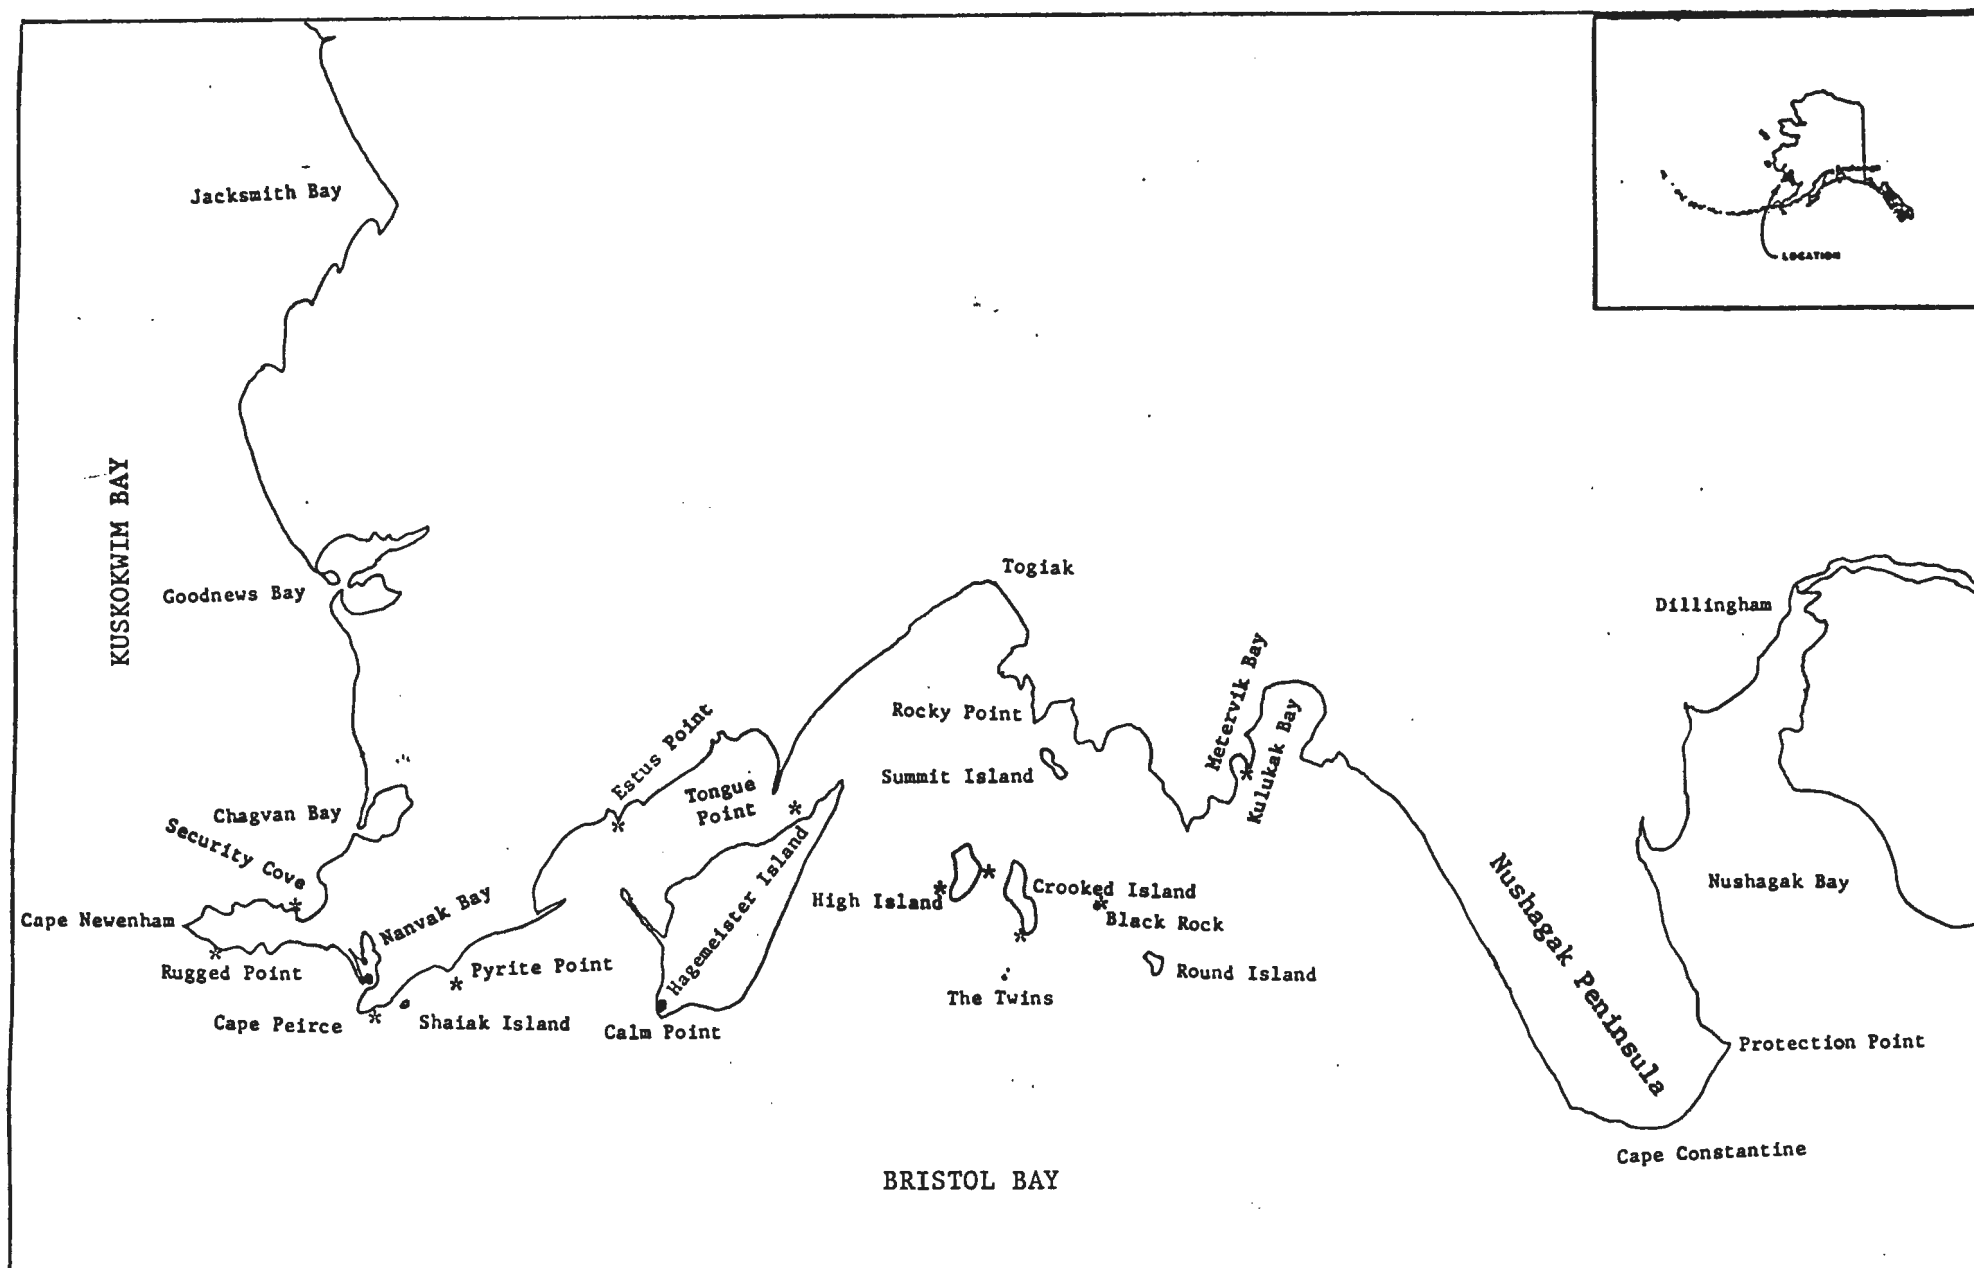 Jacksmith Bay
LOCATION
KUSKOKWIM BAY
Goodnews Bay
Togiak
Dillingham
Metervik Bay
Kulukak Bay
Rocky Point
Estus Point
Summit Island
Tongue
Point
Chagvan Bay
Security Cove
Nushagak Bay
High Island
Crooked Island
Black Rock
Hagemeister Island
Nushagak Peninsula
Cape Newenham
Nanvak Bay
Rugged Point
Pyrite Point
Round Island
The Twins
Cape Peirce
Shaiak Island
Calm Point
Protection Point
Cape Constantine
BRISTOL BAY